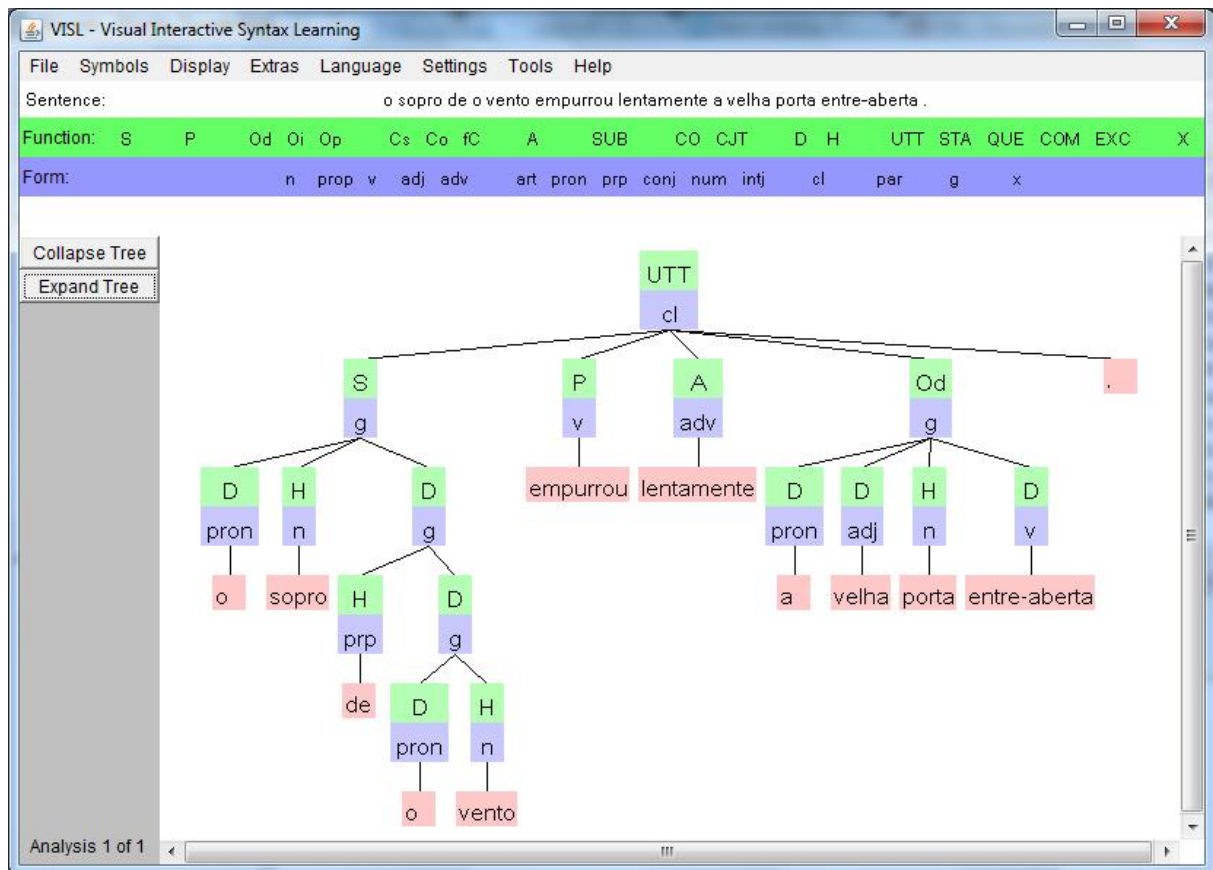 VISL - Visual Interactive Syntax Learning
File Symbols Display Extras Language Settings Tools Help
Sentence: o sopro de o vento empurrou lentamente a velha porta entre-aberta .
Function: S P Od Oi Op Cs Co fC A SUB CO CJT D H UTT STA QUE COM EXC X
Form: n prop v adj adv art pron prp conj num intj cl par g x
Collapse Tree
Expand Tree
UTT
cl
S P A Od .
g v adv g
D H D empurrou lentamente D D H D
pron n g pron adj n v
o sopro H D a velha porta entre-aberta
prp g
de D H
pron n
o vento
Analysis 1 of 1